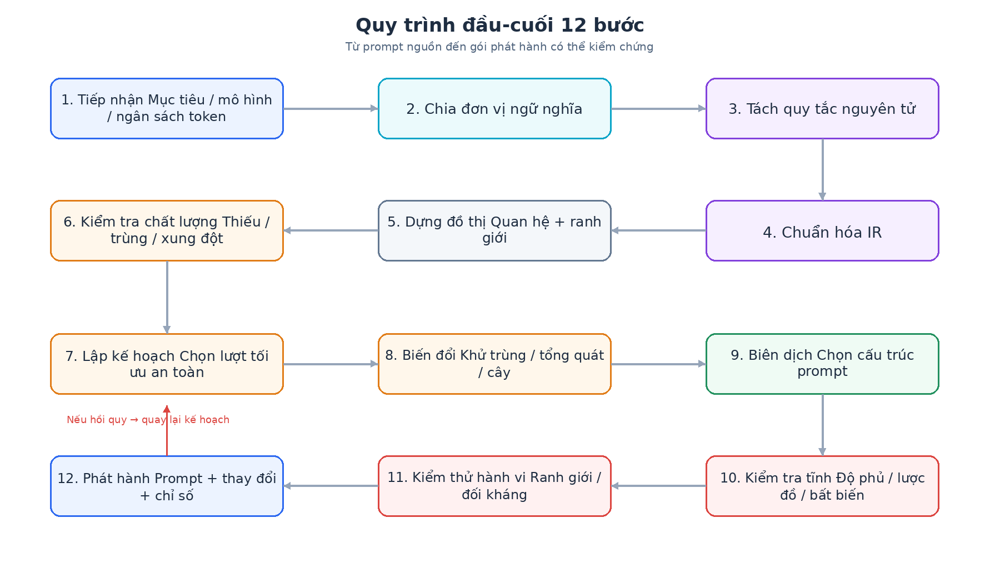 Quy trình đầu-cuối 12 bước
Từ prompt nguồn đến gói phát hành có thể kiểm chứng
1. Tiếp nhận Mục tiêu / mô hình
/ ngân sách token
2. Chia đơn vị ngữ nghĩa
3. Tách quy tắc nguyên tử
4. Chuẩn hóa IR
5. Dựng đồ thị Quan hệ + ranh
giới
6. Kiểm tra chất lượng Thiếu /
trùng / xung đột
7. Lập kế hoạch Chọn lượt tối
ưu an toàn
8. Biến đổi Khử trùng / tổng quát
/ cây
9. Biên dịch Chọn cấu trúc
prompt
10. Kiểm tra tĩnh Độ phủ / lược
đồ / bất biến
11. Kiểm thử hành vi Ranh giới /
đối kháng
12. Phát hành Prompt + thay đổi
+ chỉ số
Nếu hồi quy → quay lại kế hoạch